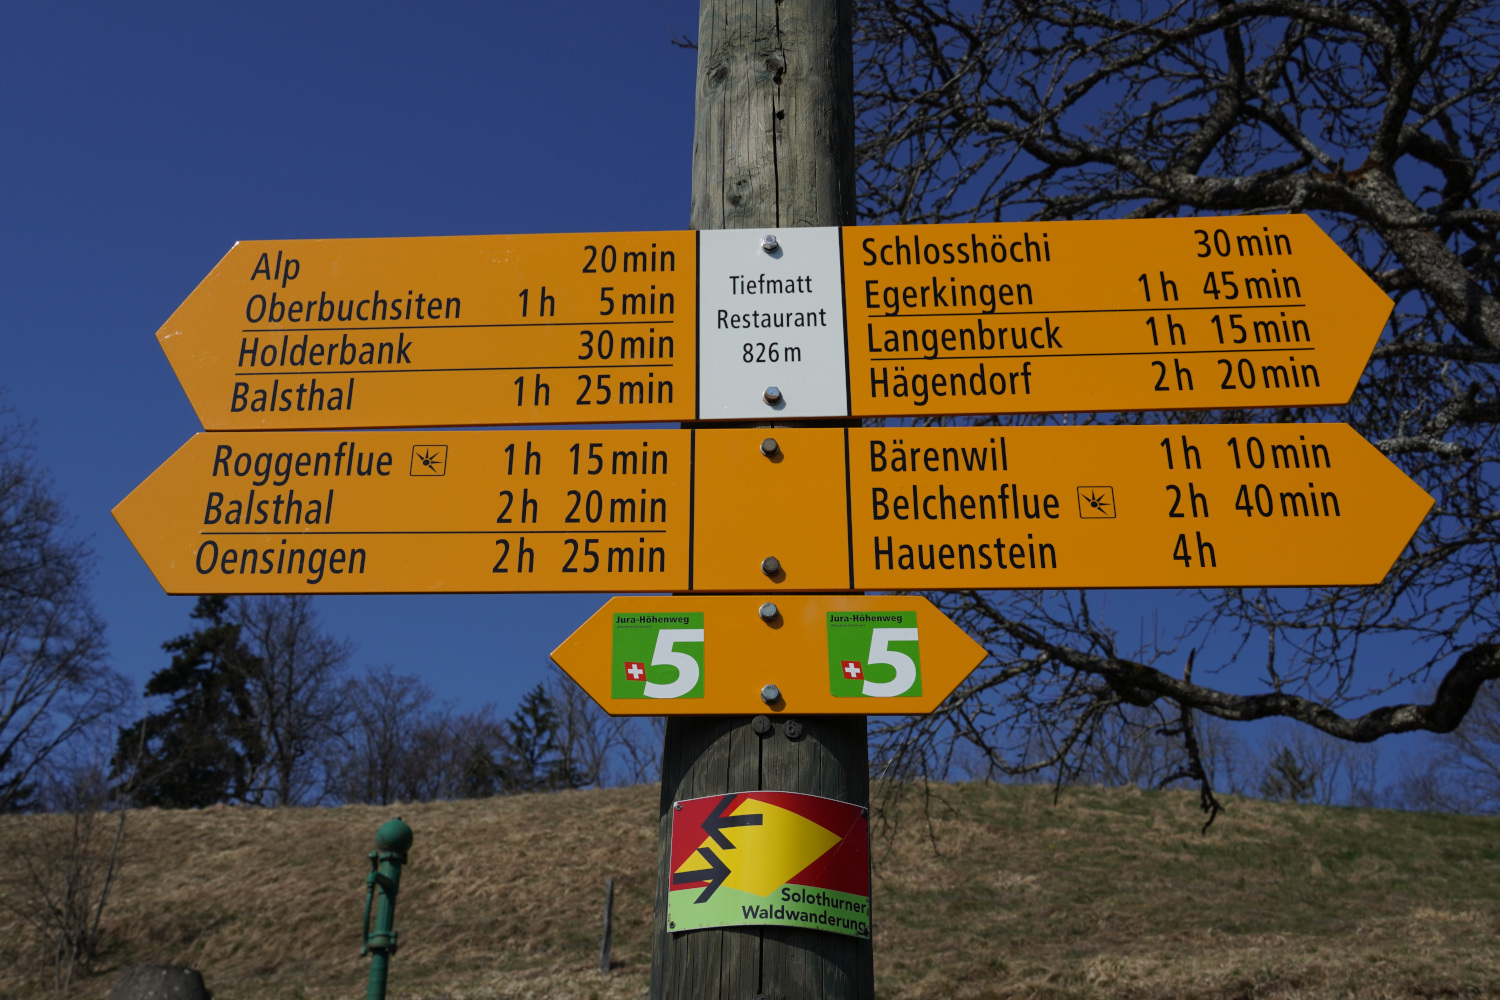 Alp 20 min
Oberbuchsiten 1 h 5 min
Holderbank 30 min
Balsthal 1 h 25 min
Tiefmatt
Restaurant
826 m
Schlosshöchi 30 min
Egerkingen 1 h 45 min
Langenbruck 1 h 15 min
Hägendorf 2 h 20 min
Roggenflue 1 h 15 min
Balsthal 2 h 20 min
Oensingen 2 h 25 min
Bärenwil 1 h 10 min
Belchenflue 2 h 40 min
Hauenstein 4 h
Jura-Höhenweg
5
Jura-Höhenweg
5
Solothurner
Waldwanderung